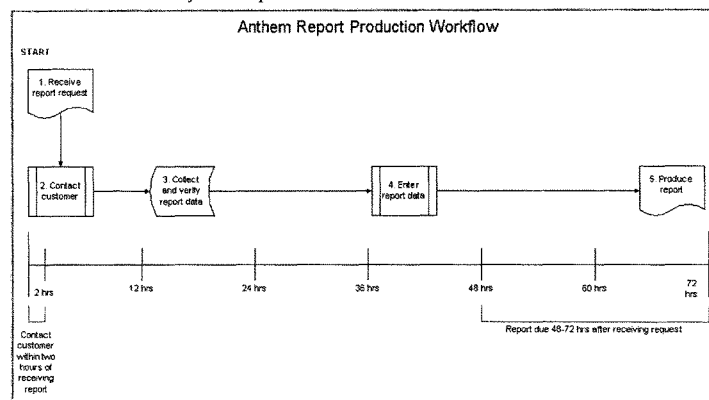 Anthem Report Production Workflow
START
1. Receive
report request
2. Contact
customer
3. Collect
and verify
report data
4. Enter
report data
5. Produce
report
2 hrs
12 hrs
24 hrs
36 hrs
48 hrs
60 hrs
72
hrs
Contact
customer
within two
hours of
receiving
report
Report due 48-72 hrs after receiving request